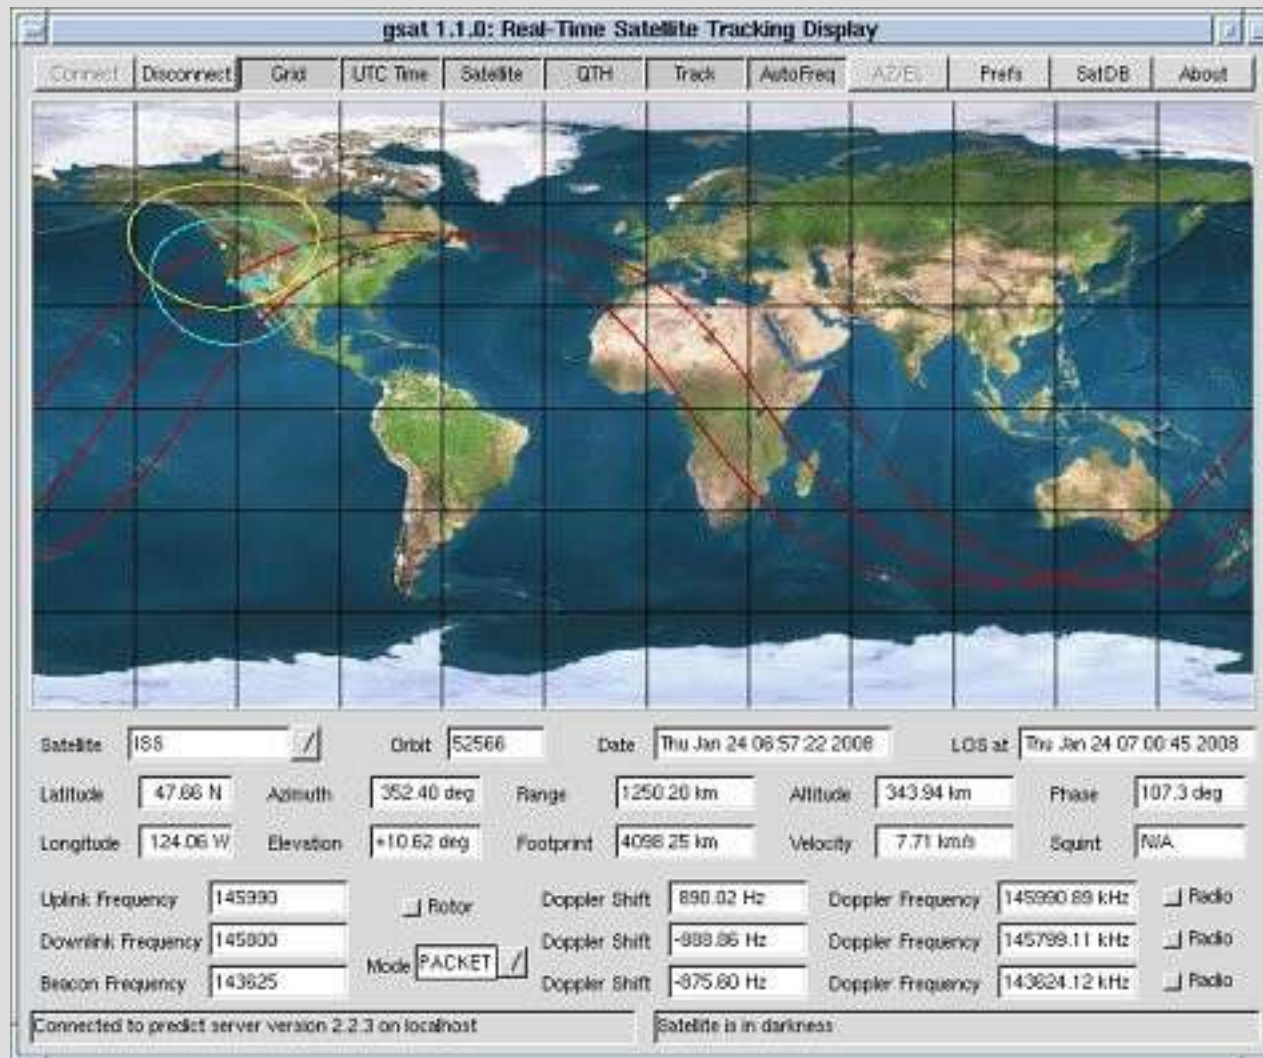 gsat 1.1.0: Real-Time Satellite Tracking Display
Connect Disconnect Grid UTC Time Satellite QTH Track AutoFreq AZ/EL Prefs SatDB About
Satellite ISS Orbit 52566 Date Thu Jan 24 06:57:22 2008 LOS at Thu Jan 24 07:00:45 2008
Latitude 47.66 N Azimuth 352.40 deg Range 1250.20 km Altitude 343.94 km Phase 107.3 deg
Longitude 124.06 W Elevation +10.62 deg Footprint 4098.25 km Velocity 7.71 km/s Squint N/A
Uplink Frequency 145990 Rotor Doppler Shift 890.02 Hz Doppler Frequency 145990.89 kHz Radio
Downlink Frequency 145800 Doppler Shift -888.86 Hz Doppler Frequency 145799.11 kHz Radio
Mode PACKET
Beacon Frequency 143625 Doppler Shift -875.60 Hz Doppler Frequency 143624.12 kHz Radio
Connected to predict server version 2.2.3 on localhost Satellite is in darkness